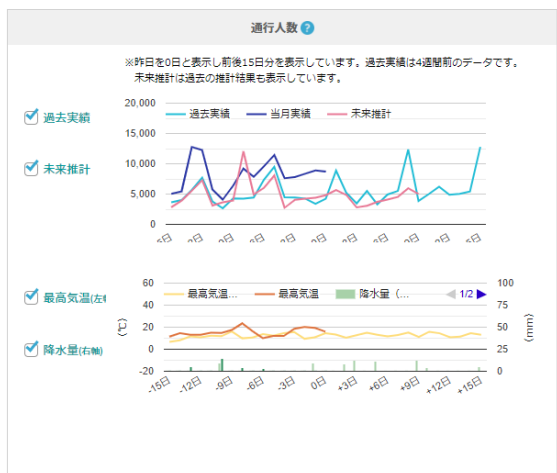 通行人数 ?
※昨日を0日と表示し前後15日分を表示しています。過去実績は4週間前のデータです。
未来推計は過去の推計結果も表示しています。
過去実績
未来推計
20,000
15,000
10,000
5,000
0
過去実績 当月実績 未来推計
最高気温(左
降水量(右軸)
(℃)
60
40
20
0
-20
最高気温... 最高気温 降水量 (... 1/2
100
75
50
25
0
(mm)
-15日 -12日 -9日 -6日 -3日 0日 +3日 +6日 +9日 +12日 +15日